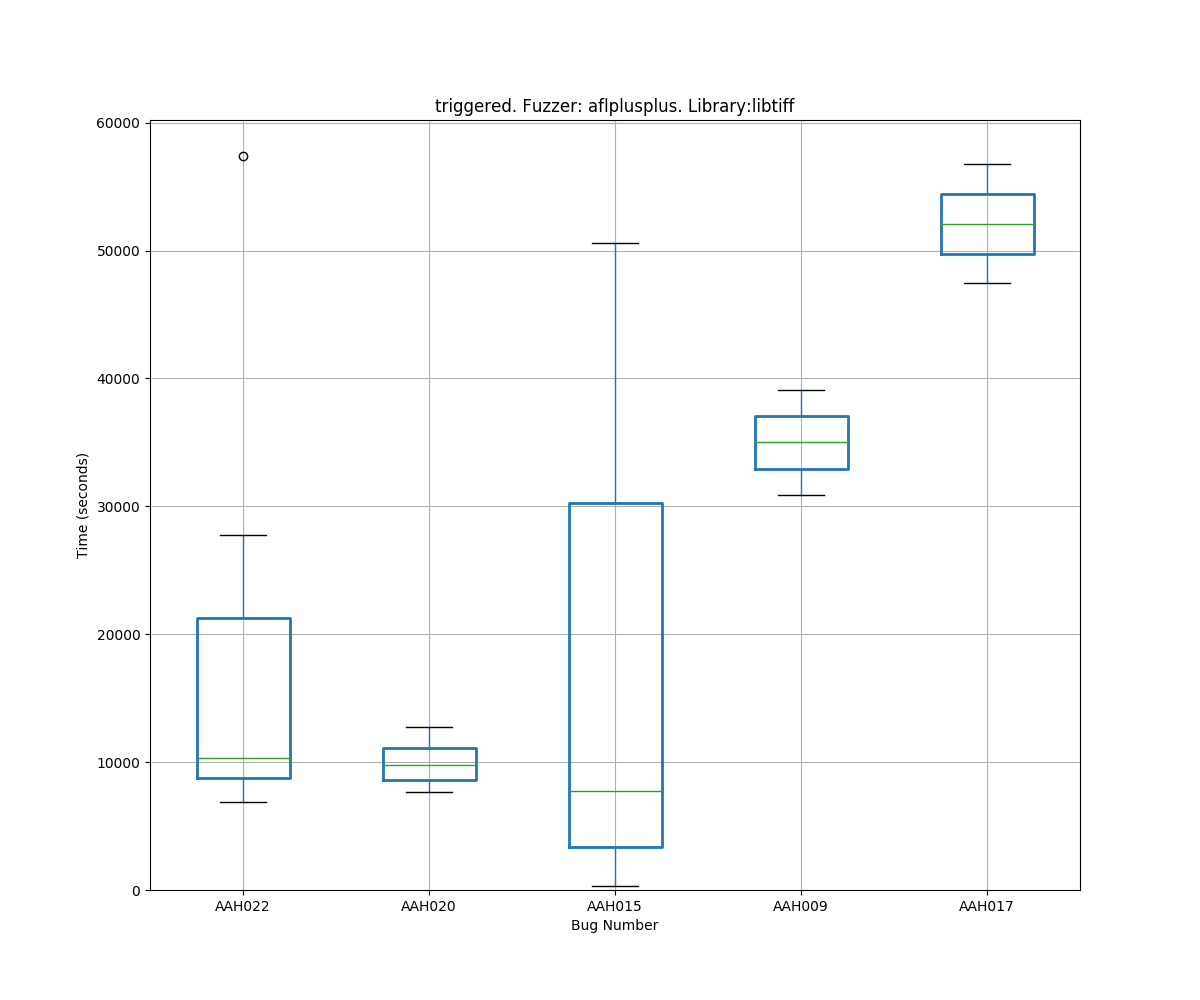 triggered. Fuzzer: aflplusplus. Library:libtiff
60000
50000
40000
30000
20000
10000
0
Time (seconds)
AAH022 AAH020 AAH015 AAH009 AAH017
Bug Number